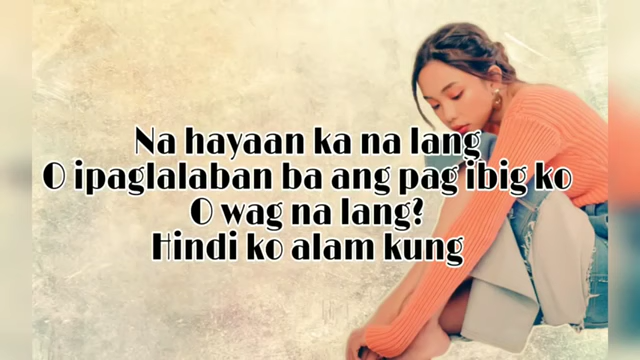 Na hayaan ka na lang
O ipaglalaban ba ang pag ibig ko
O wag na lang?
Hindi ko alam kung